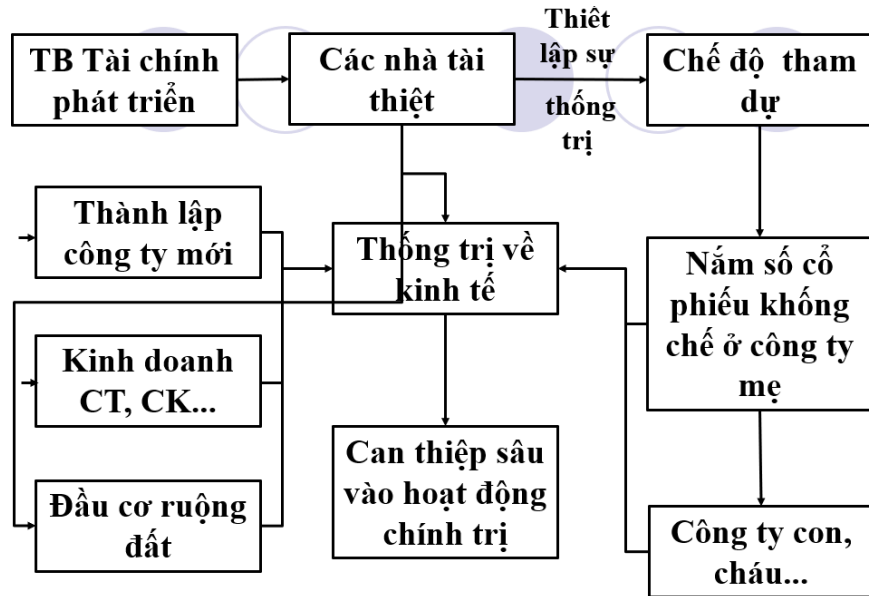 TB Tài chính
phát triển
Các nhà tài
thiệt
Thiêt
lập sự
thống
trị
Chế độ tham
dự
Thành lập
công ty mới
Thống trị về
kinh tế
Nắm số cổ
phiếu khống
chế ở công ty
mẹ
Kinh doanh
CT, CK...
Can thiệp sâu
vào hoạt động
chính trị
Đầu cơ ruộng
đất
Công ty con,
cháu...